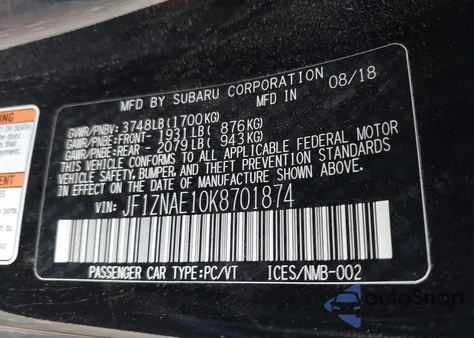 MFD BY SUBARU CORPORATION 08/18
GVWR/PNBV: 3748LB(1700KG) IN
GAWR/PNBE:FRONT- 1931LB( 876KG)
GAWR/PNBE:REAR - 2079LB( 943KG)
THIS VEHICLE CONFORMS TO ALL APPLICABLE FEDERAL MOTOR
VEHICLE SAFETY, BUMPER, AND THEFT PREVENTION STANDARDS
IN EFFECT ON THE DATE OF MANUFACTURE SHOWN ABOVE.
VIN: JF1ZNAE10K8701874
PASSENGER CAR TYPE:PC/VT ICES/NMB-002
AutoSnap